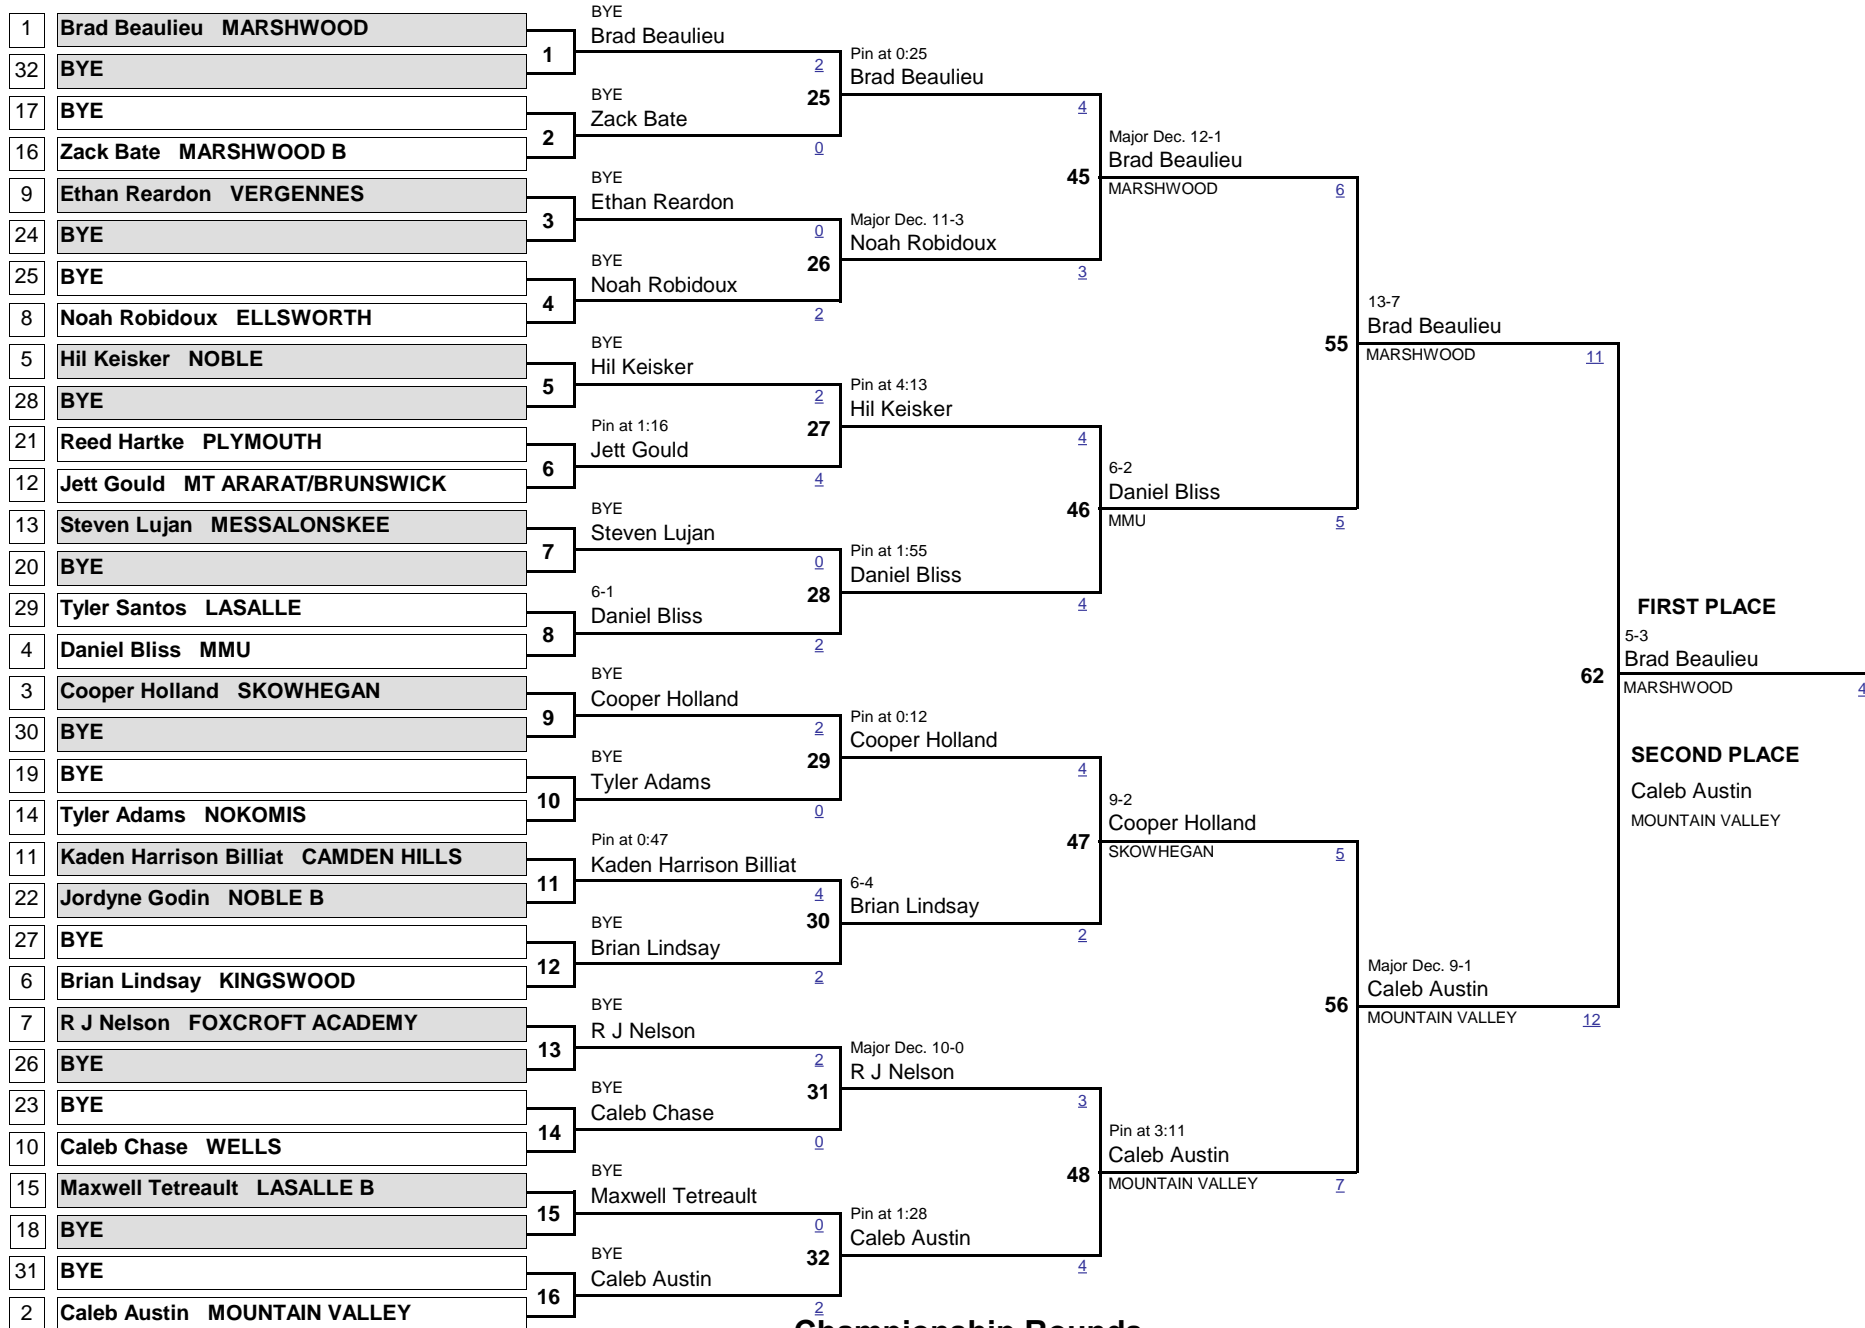 1 Brad Beaulieu MARSHWOOD
32 BYE
17 BYE
16 Zack Bate MARSHWOOD B
9 Ethan Reardon VERGENNES
24 BYE
25 BYE
8 Noah Robidoux ELLSWORTH
5 Hil Keisker NOBLE
28 BYE
21 Reed Hartke PLYMOUTH
12 Jett Gould MT ARARAT/BRUNSWICK
13 Steven Lujan MESSALONSKEE
20 BYE
29 Tyler Santos LASALLE
4 Daniel Bliss MMU
3 Cooper Holland SKOWHEGAN
30 BYE
19 BYE
14 Tyler Adams NOKOMIS
11 Kaden Harrison Billiat CAMDEN HILLS
22 Jordyne Godin NOBLE B
27 BYE
6 Brian Lindsay KINGSWOOD
7 R J Nelson FOXCROFT ACADEMY
26 BYE
23 BYE
10 Caleb Chase WELLS
15 Maxwell Tetreault LASALLE B
18 BYE
31 BYE
2 Caleb Austin MOUNTAIN VALLEY
1
2
3
4
5
6
7
8
9
10
11
12
13
14
15
16
BYE
Brad Beaulieu
2
BYE
Zack Bate
0
BYE
Ethan Reardon
0
BYE
Noah Robidoux
2
BYE
Hil Keisker
2
Pin at 1:16
Jett Gould
4
BYE
Steven Lujan
0
6-1
Daniel Bliss
2
BYE
Cooper Holland
2
BYE
Tyler Adams
0
Pin at 0:47
Kaden Harrison Billiat
4
BYE
Brian Lindsay
2
BYE
R J Nelson
2
BYE
Caleb Chase
0
BYE
Maxwell Tetreault
0
BYE
Caleb Austin
2
25
26
27
28
29
30
31
32
Pin at 0:25
Brad Beaulieu
4
Major Dec. 11-3
Noah Robidoux
3
Pin at 4:13
Hil Keisker
4
Pin at 1:55
Daniel Bliss
4
Pin at 0:12
Cooper Holland
4
6-4
Brian Lindsay
2
Major Dec. 10-0
R J Nelson
3
Pin at 1:28
Caleb Austin
4
45
46
47
48
Major Dec. 12-1
Brad Beaulieu
MARSHWOOD 6
6-2
Daniel Bliss
MMU 5
9-2
Cooper Holland
SKOWHEGAN 5
Pin at 3:11
Caleb Austin
MOUNTAIN VALLEY 7
55
56
13-7
Brad Beaulieu
MARSHWOOD 11
Major Dec. 9-1
Caleb Austin
MOUNTAIN VALLEY 12
62
FIRST PLACE
5-3
Brad Beaulieu
MARSHWOOD 4
SECOND PLACE
Caleb Austin
MOUNTAIN VALLEY
Championship Rounds